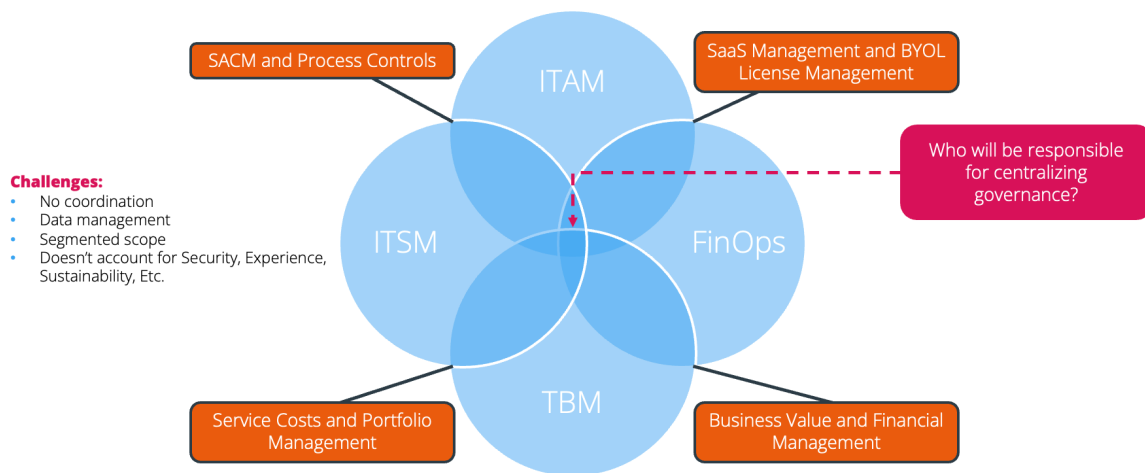 SACM and Process Controls
ITAM
SaaS Management and BYOL
License Management
Who will be responsible
for centralizing
governance?
Challenges:
• No coordination
• Data management
• Segmented scope
• Doesn’t account for Security, Experience,
Sustainability, Etc.
ITSM
FinOps
TBM
Service Costs and Portfolio
Management
Business Value and Financial
Management